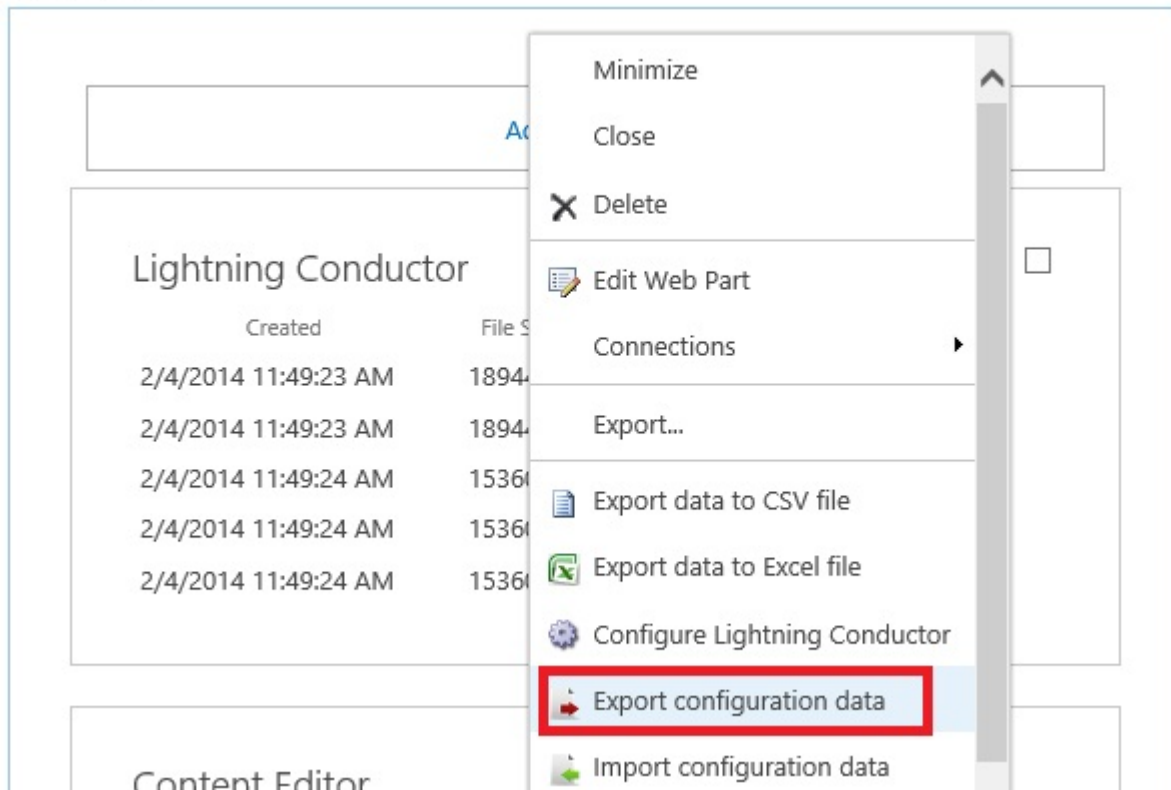 Minimize
Close
Delete
Lightning Conductor
Edit Web Part
Created
File
Connections
2/4/2014 11:49:23 AM
2/4/2014 11:49:23 AM
Export...
2/4/2014 11:49:24 AM
Export data to CSV file
2/4/2014 11:49:24 AM
Export data to Excel file
2/4/2014 11:49:24 AM
Configure Lightning Conductor
Export configuration data
Import configuration data
Content Editor